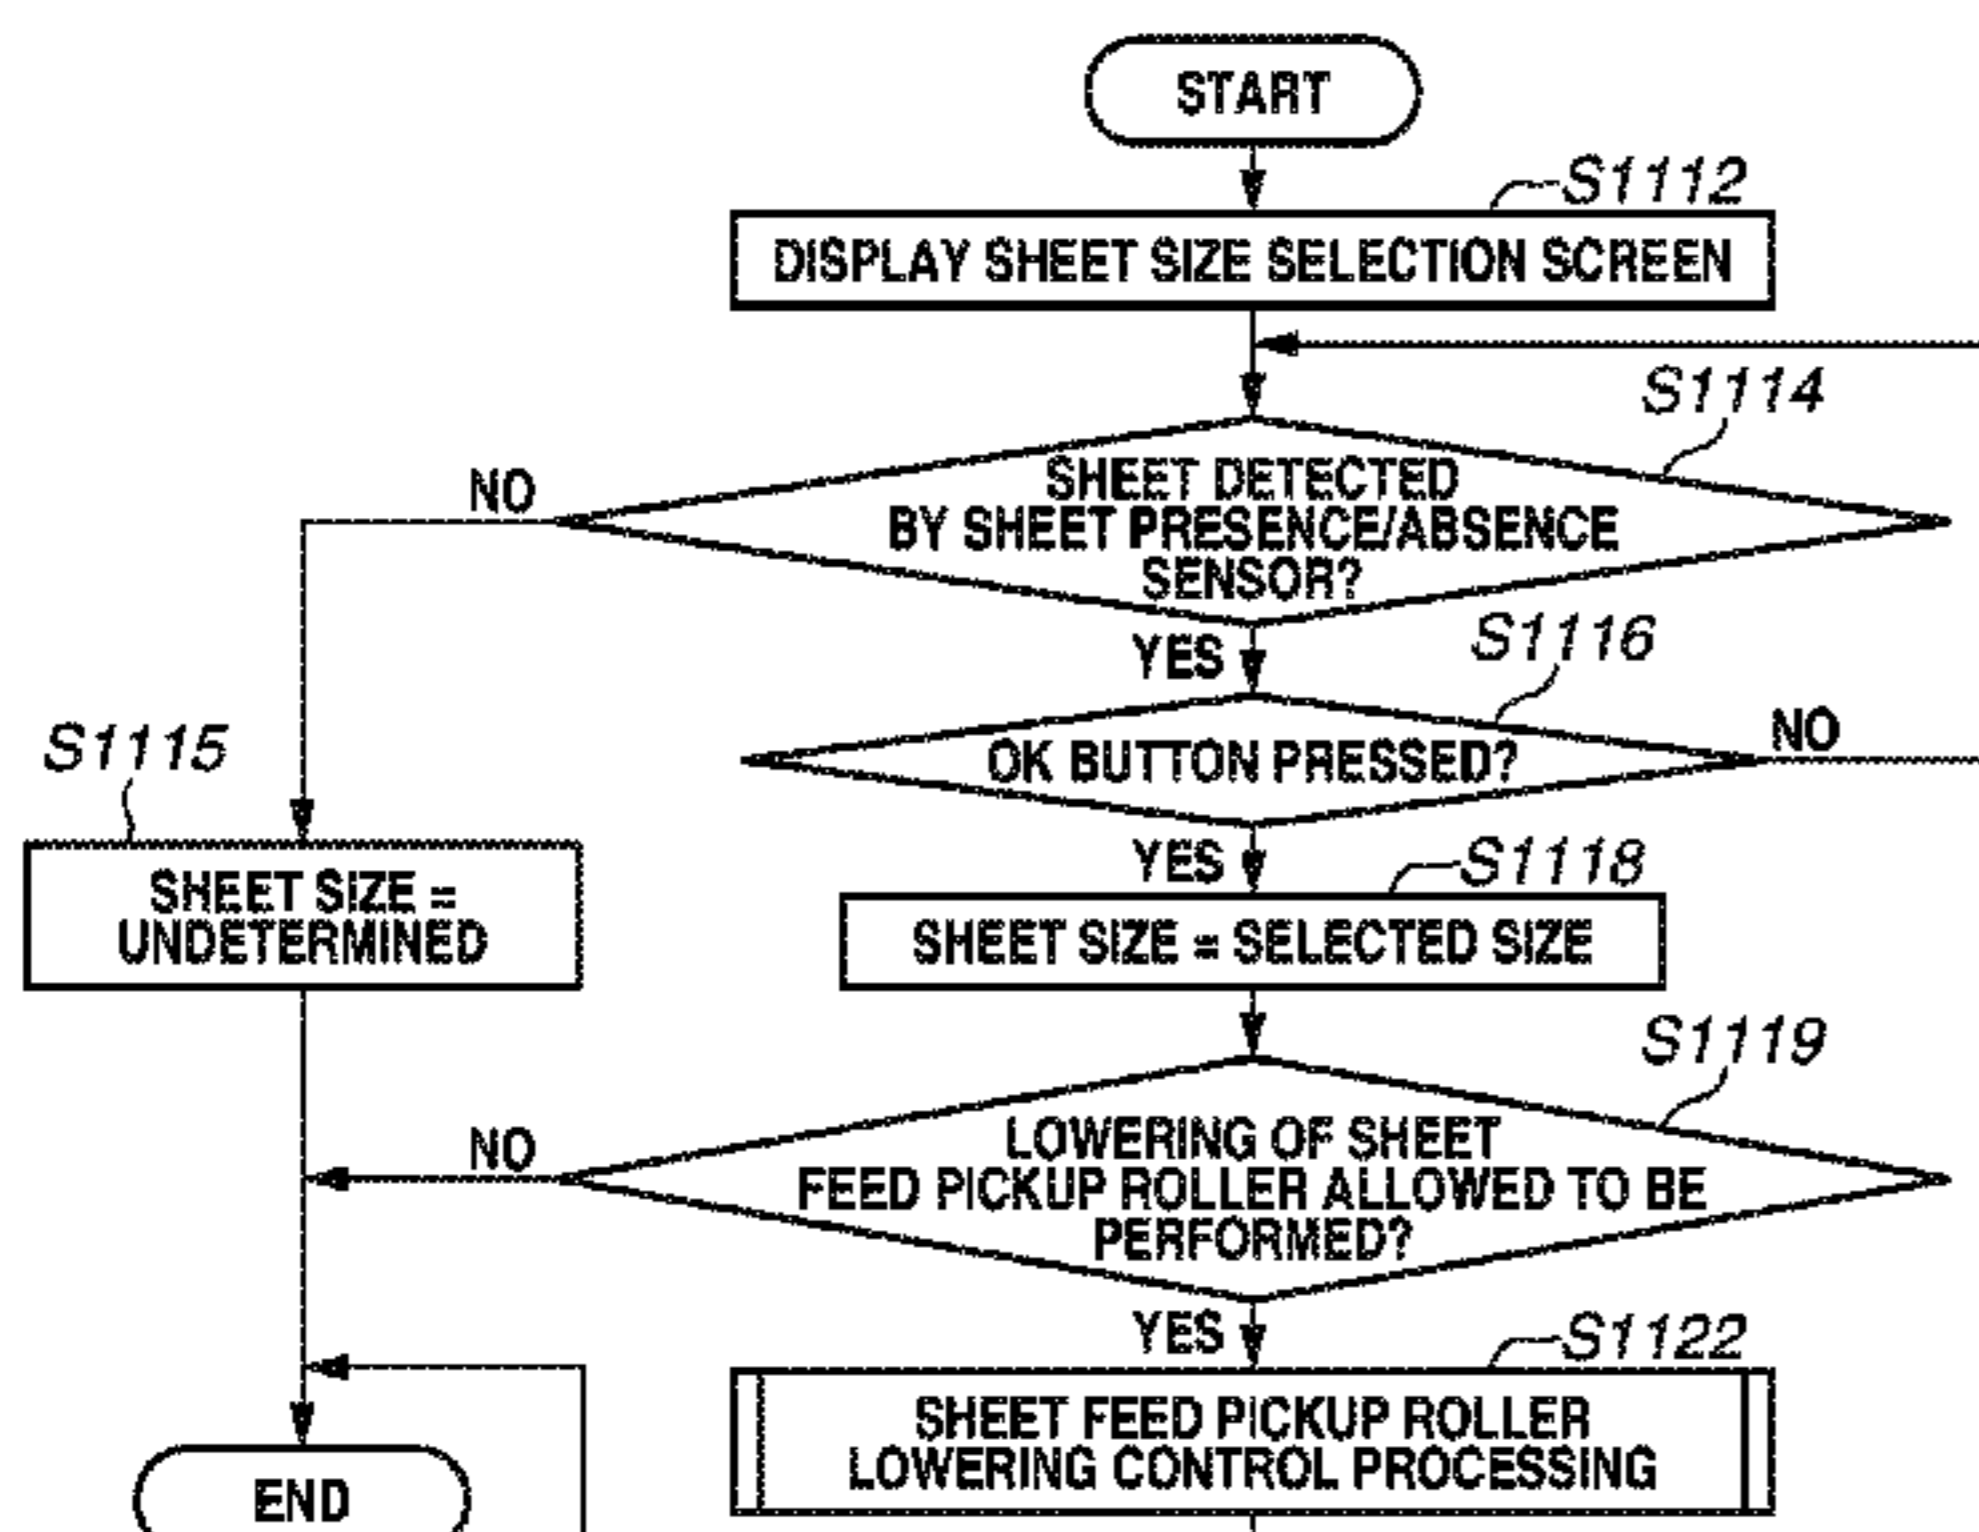 START
S1112
DISPLAY SHEET SIZE SELECTION SCREEN
S1114
SHEET DETECTED
BY SHEET PRESENCE/ABSENCE
SENSOR?
NO
YES
S1116
OK BUTTON PRESSED?
NO
S1115
SHEET SIZE =
UNDETERMINED
YES
S1118
SHEET SIZE = SELECTED SIZE
S1119
LOWERING OF SHEET
FEED PICKUP ROLLER ALLOWED TO BE
PERFORMED?
NO
YES
S1122
SHEET FEED PICKUP ROLLER
LOWERING CONTROL PROCESSING
END